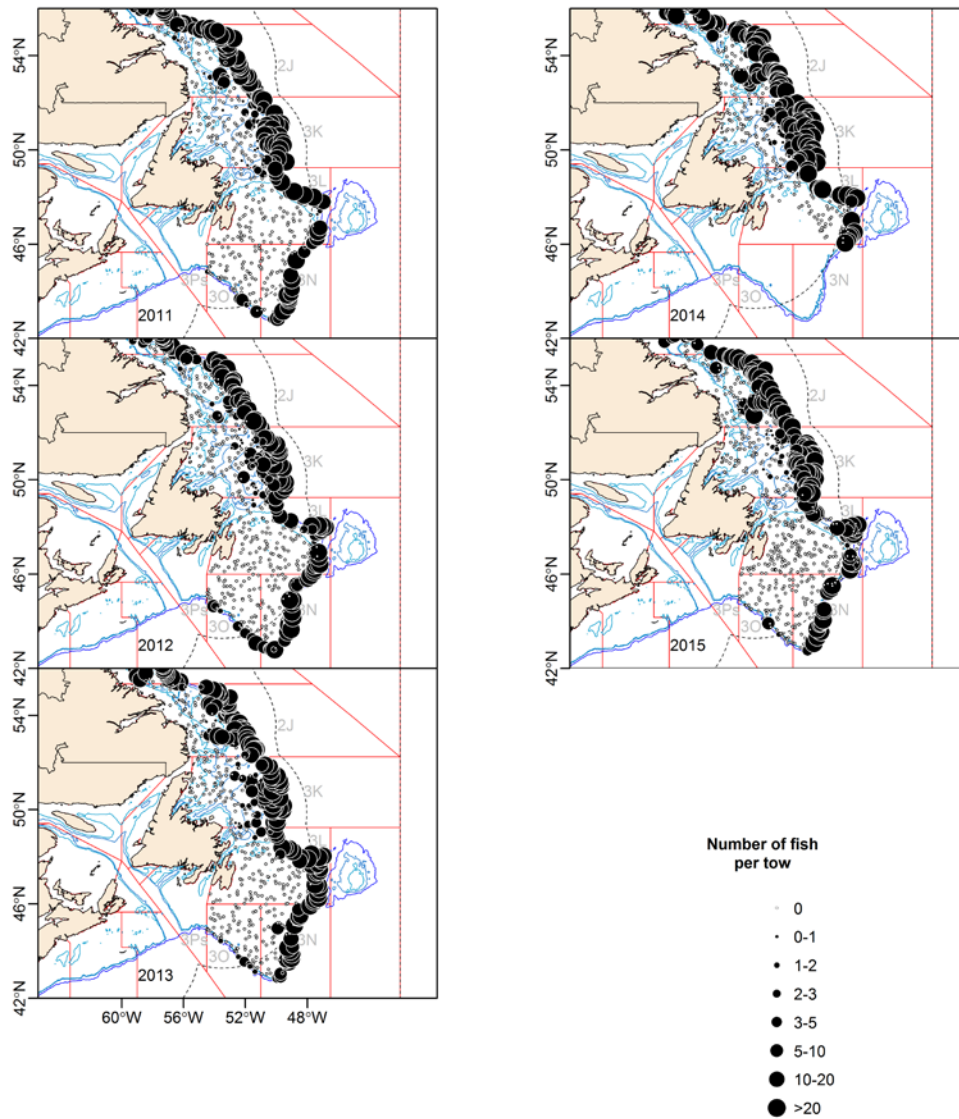 54°N
50°N
46°N
42°N
2J
3K
3L
3Ps
3O
3N
2011
2J
3K
3L
3N
2014
54°N
50°N
46°N
42°N
2J
3K
3L
3Ps
3O
3N
2012
54°N
50°N
46°N
42°N
2J
3K
3L
3Ps
3O
3N
2015
54°N
50°N
46°N
42°N
2J
3K
3L
3Ps
3O
3N
2013
54°N
50°N
46°N
42°N
60°W 56°W 52°W 48°W
Number of fish
per tow
0
0-1
1-2
2-3
3-5
5-10
10-20
>20